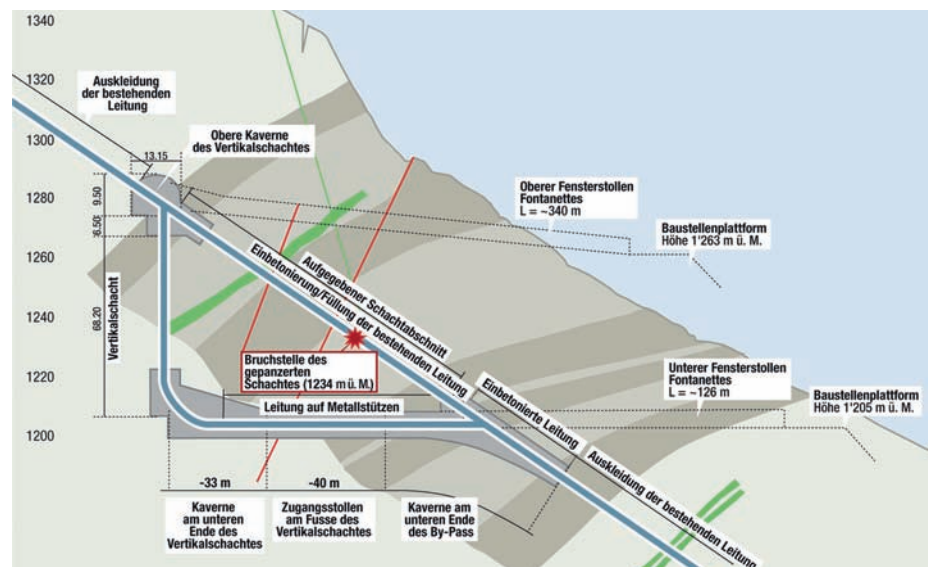 1340
1320
1300
1280
1260
1240
1220
1200
Auskleidung
der bestehenden
Leitung
Obere Kaverne
des Vertikalschachtes
13.15
9.50
6.50
68.20
Vertikalschacht
Oberer Fensterstollen
Fontanettes
L = ~340 m
Baustellenplattform
Höhe 1'263 m ü. M.
Aufgegebener Schachtabschnitt
Einbetonierung/Füllung der bestehenden Leitung
Bruchstelle des
gepanzerten
Schachtes (1234 m ü. M.)
Leitung auf Metallstützen
Einbetonierte Leitung
Auskleidung der bestehenden Leitung
Unterer Fensterstollen
Fontanettes
L = ~126 m
Baustellenplattform
Höhe 1'205 m ü. M.
-33 m
-40 m
Kaverne
am unteren
Ende des
Vertikalschachtes
Zugangsstollen
am Fusse des
Vertikalschachtes
Kaverne am
unteren Ende
des By-Pass